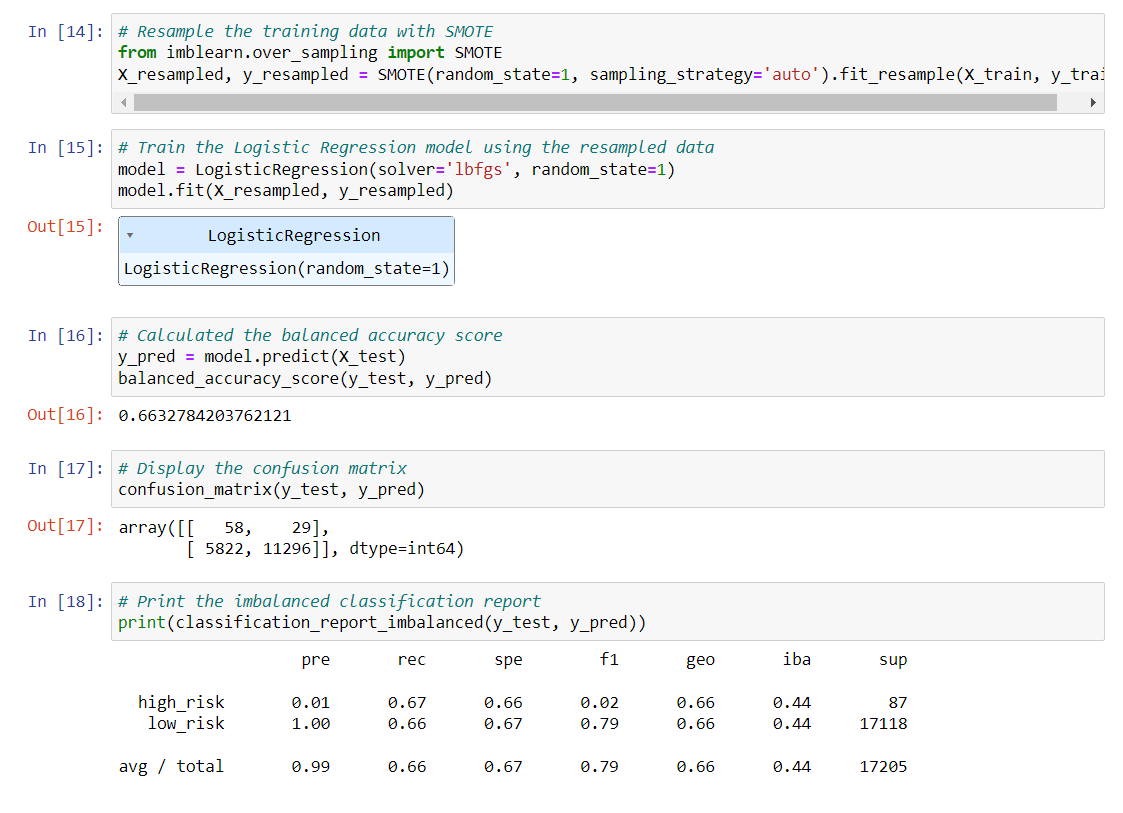 In [14]: # Resample the training data with SMOTE
from imblearn.over_sampling import SMOTE
X_resampled, y_resampled = SMOTE(random_state=1, sampling_strategy='auto').fit_resample(X_train, y_trai
In [15]: # Train the Logistic Regression model using the resampled data
model = LogisticRegression(solver='lbfgs', random_state=1)
model.fit(X_resampled, y_resampled)
Out[15]: LogisticRegression
LogisticRegression(random_state=1)
In [16]: # Calculated the balanced accuracy score
y_pred = model.predict(X_test)
balanced_accuracy_score(y_test, y_pred)
Out[16]: 0.6632784203762121
In [17]: # Display the confusion matrix
confusion_matrix(y_test, y_pred)
Out[17]: array([[   58,    29],
       [ 5822, 11296]], dtype=int64)
In [18]: # Print the imbalanced classification report
print(classification_report_imbalanced(y_test, y_pred))
pre rec spe f1 geo iba sup
high_risk 0.01 0.67 0.66 0.02 0.66 0.44 87
low_risk 1.00 0.66 0.67 0.79 0.66 0.44 17118
avg / total 0.99 0.66 0.67 0.79 0.66 0.44 17205